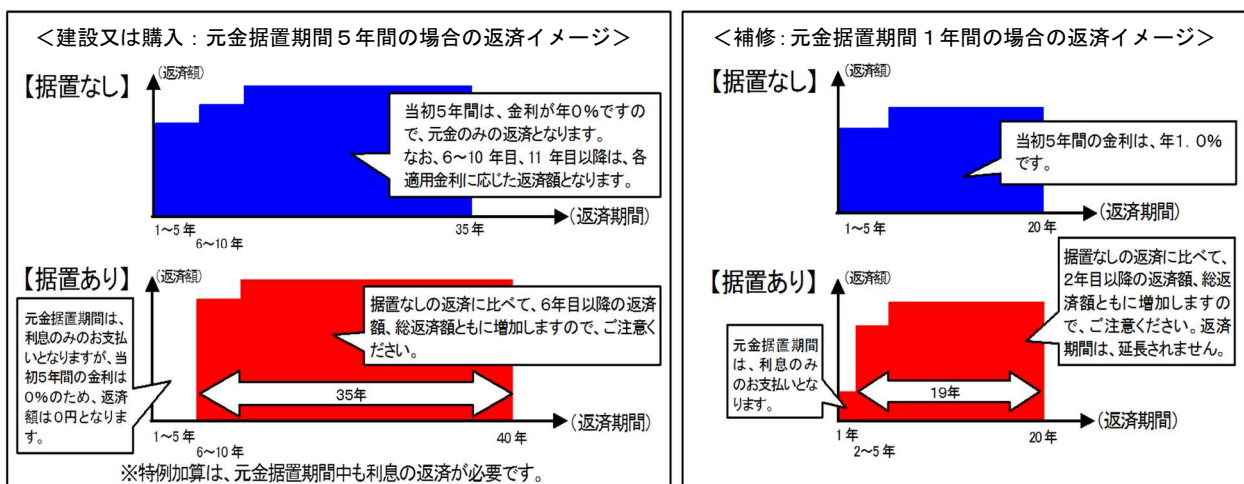 ＜建設又は購入：元金据置期間５年間の場合の返済イメージ＞
【据置なし】
(返済額)
当初５年間は、金利が年０％ですの
で、元金のみの返済となります。
なお、６～10 年目、11 年目以降は、各
適用金利に応じた返済額となります。
(返済期間)
1～5 年
6～10 年
35年
【据置あり】
(返済額)
元金据置期間は、
利息のみのお支払
いとなりますが、当
初５年間の金利は
０％のため、返済
額は０円となりま
す。
据置なしの返済に比べて、６年目以降の返済
額、総返済額ともに増加しますので、ご注意く
ださい。
35年
(返済期間)
1～5 年
6～10 年
40 年
※特例加算は、元金据置期間中も利息の返済が必要です。
＜補修：元金据置期間１年間の場合の返済イメージ＞
【据置なし】
(返済額)
当初５年間の金利は、年１．０％
です。
(返済期間)
1～5 年
20年
【据置あり】
(返済額)
元金据置期間
は、利息のみ
のお支払いとな
ります。
据置なしの返済に比べて、
２年目以降の返済額、総返
済額ともに増加しますの
で、ご注意ください。返済
期間は、延長されません。
19年
(返済期間)
1 年
2～5 年
20 年